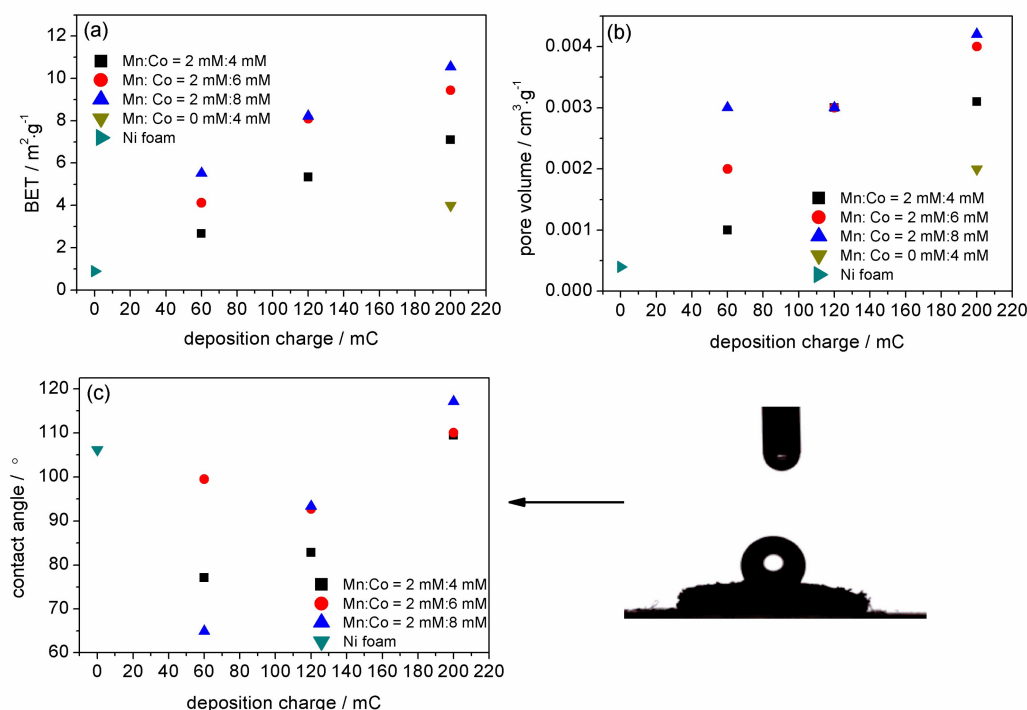 (a)
Mn:Co = 2 mM:4 mM
Mn: Co = 2 mM:6 mM
Mn: Co = 2 mM:8 mM
Mn: Co = 0 mM:4 mM
Ni foam
BET / m²·g⁻¹
12
10
8
6
4
2
0
0 20 40 60 80 100 120 140 160 180 200 220
deposition charge / mC
(b)
Mn:Co = 2 mM:4 mM
Mn: Co = 2 mM:6 mM
Mn: Co = 2 mM:8 mM
Mn: Co = 0 mM:4 mM
Ni foam
pore volume / cm³·g⁻¹
0.004
0.003
0.002
0.001
0.000
0 20 40 60 80 100 120 140 160 180 200 220
deposition charge / mC
(c)
Mn:Co = 2 mM:4 mM
Mn:Co = 2 mM:6 mM
Mn:Co = 2 mM:8 mM
Ni foam
contact angle / °
120
110
100
90
80
70
60
0 20 40 60 80 100 120 140 160 180 200 220
deposition charge / mC